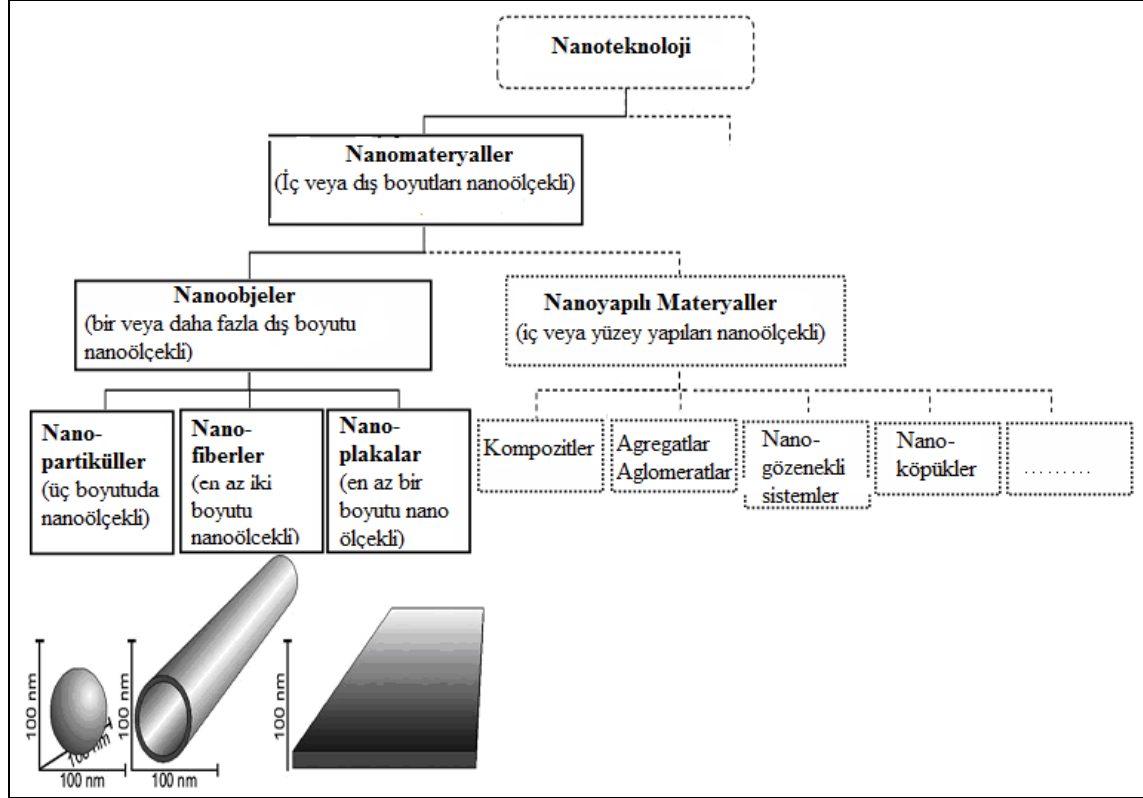 Nanoteknoloji
Nanomateryaller
(İç veya dış boyutları nanoölçekli)
Nanoobjeler
(bir veya daha fazla dış boyutu
nanoölçekli)
Nanoyapılı Materyaller
(iç veya yüzey yapıları nanoölçekli)
Nano-
partiküller
(üç boyutuda
nanoölçekli)
Nano-
fiberler
(en az iki
boyutu
nanoölcekli)
Nano-
plakalar
(en az bir
boyutu nano
ölçekli)
Kompozitler
Agregatlar
Aglomeratlar
Nano-
gözenekli
sistemler
Nano-
köpükler
.........
100 nm
100 nm
100 nm
100 nm
100 nm
100 nm